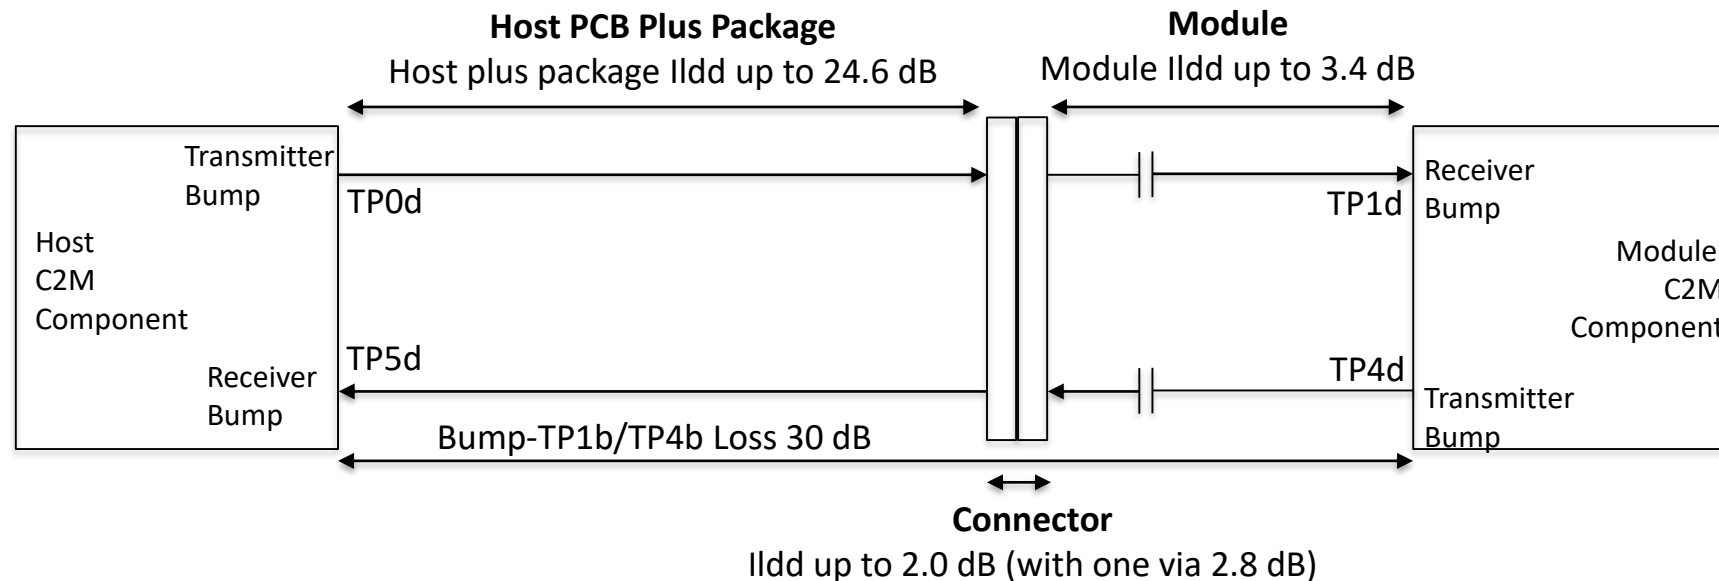 Host PCB Plus Package
Host plus package Ildd up to 24.6 dB
Module
Module Ildd up to 3.4 dB
Transmitter
Bump
TP0d
Host
C2M
Component
TP5d
Receiver
Bump
Receiver
Bump
TP1d
Module
C2M
Component
TP4d
Transmitter
Bump
Bump-TP1b/TP4b Loss 30 dB
Connector
Ildd up to 2.0 dB (with one via 2.8 dB)